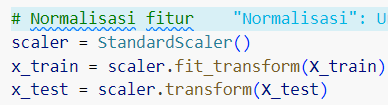 # Normalisasi fitur    "Normalisasi": U
scaler = StandardScaler()
x_train = scaler.fit_transform(X_train)
x_test = scaler.transform(X_test)